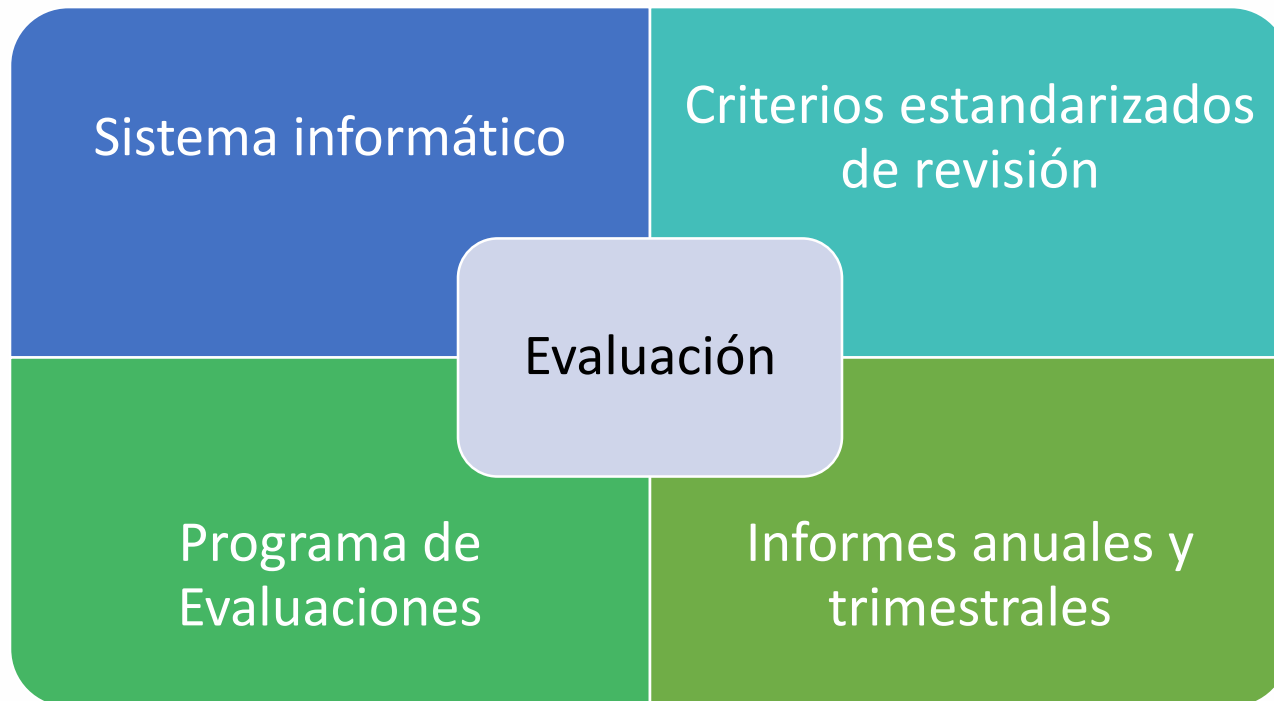 Sistema informático
Criterios estandarizados
de revisión
Evaluación
Programa de
Evaluaciones
Informes anuales y
trimestrales